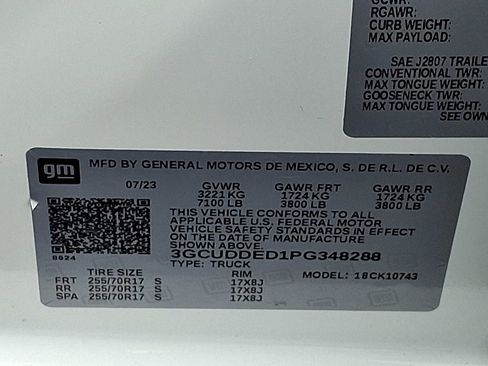 GCWR:
RGAWR:
CURB WEIGHT:
MAX PAYLOAD:
SAE J2807 TRAILE
CONVENTIONAL TWR:
MAX TONGUE WEIGHT:
GOOSENECK TWR:
MAX TONGUE WEIGHT:
SEE OWN
gm
MFD BY GENERAL MOTORS DE MEXICO, S. DE R.L. DE C.V.
07/23 GVWR GAWR FRT GAWR RR
3221 KG 1724 KG 1724 KG
7100 LB 3800 LB 3800 LB
THIS VEHICLE CONFORMS TO ALL
APPLICABLE U.S. FEDERAL MOTOR
VEHICLE SAFETY STANDARDS IN EFFECT
ON THE DATE OF MANUFACTURE
SHOWN ABOVE.
8624
3GCUDDED1PG348288
TYPE: TRUCK MODEL: 18CK10743
TIRE SIZE RIM
FRT 255/70R17 S 17X8J
RR 255/70R17 S 17X8J
SPA 255/70R17 S 17X8J